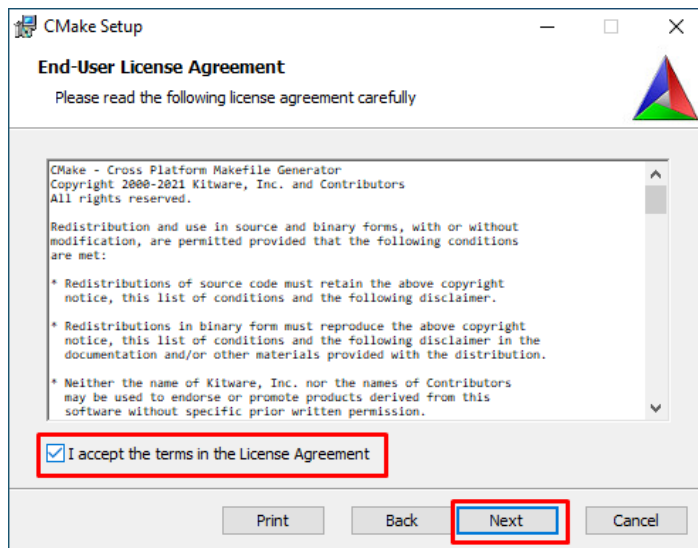 CMake Setup
End-User License Agreement
Please read the following license agreement carefully
CMake - Cross Platform Makefile Generator
Copyright 2000-2021 Kitware, Inc. and Contributors
All rights reserved.
Redistribution and use in source and binary forms, with or without
modification, are permitted provided that the following conditions
are met:
* Redistributions of source code must retain the above copyright
notice, this list of conditions and the following disclaimer.
* Redistributions in binary form must reproduce the above copyright
notice, this list of conditions and the following disclaimer in the
documentation and/or other materials provided with the distribution.
* Neither the name of Kitware, Inc. nor the names of Contributors
may be used to endorse or promote products derived from this
software without specific prior written permission.
I accept the terms in the License Agreement
Print Back Next Cancel